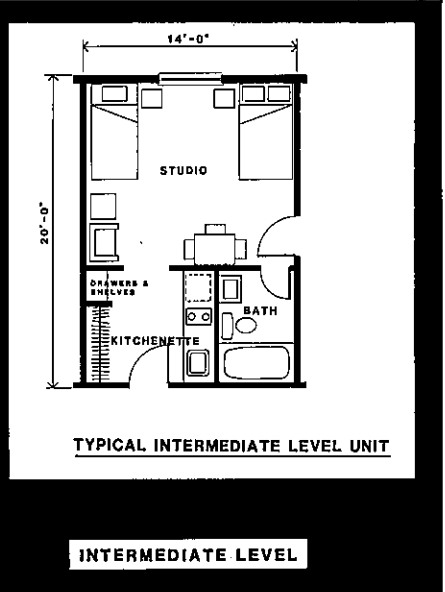 14'-0"
STUDIO
20'-0"
DRAWERS &
SHELVES
BATH
KITCHENETTE
TYPICAL INTERMEDIATE LEVEL UNIT
INTERMEDIATE LEVEL